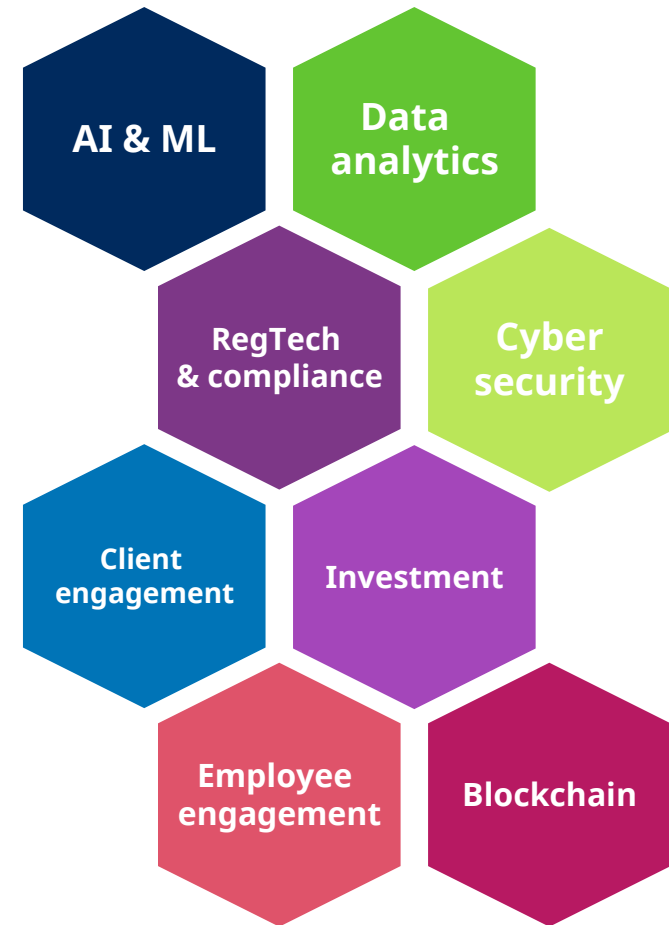 AI & ML
Data
analytics
RegTech
& compliance
Cyber
security
Client
engagement
Investment
Employee
engagement
Blockchain